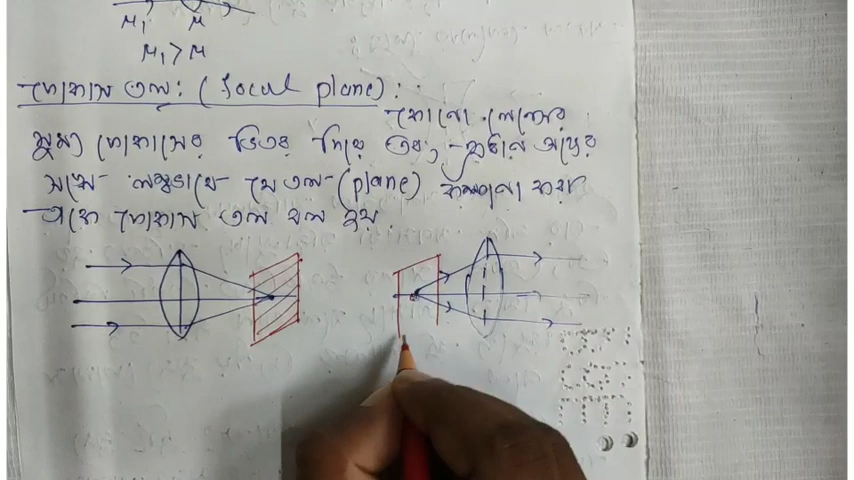 μ₁ μ
μ₁ > μ
ফোকাস তল: (focal plane):
কোনো লেন্সের
মুখ্য ফোকাসের ভিতর দিয়ে এবং, প্রধান অক্ষের
সঙ্গে লম্বভাবে যে তল (plane) কল্পনা করা
তাকে ফোকাস তল বলা হয়.